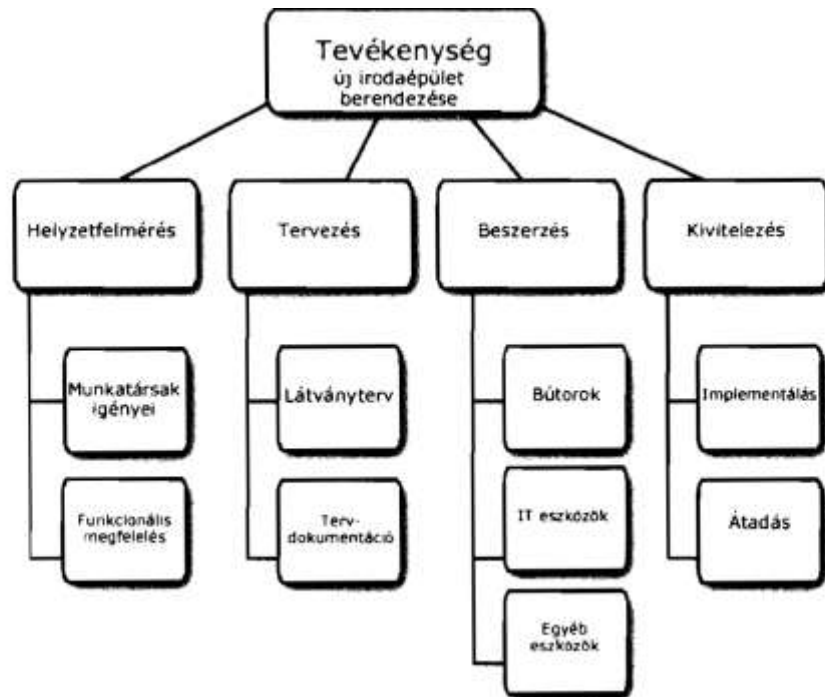 Tevékenység
új irodaépület
berendezése
Helyzetfelmérés
Tervezés
Beszerzés
Kivitelezés
Munkatársak
igényei
Látványterv
Bútorok
Implementálás
Funkcionális
megfelelés
Terv-
dokumentáció
IT eszközök
Átadás
Egyéb
eszközök